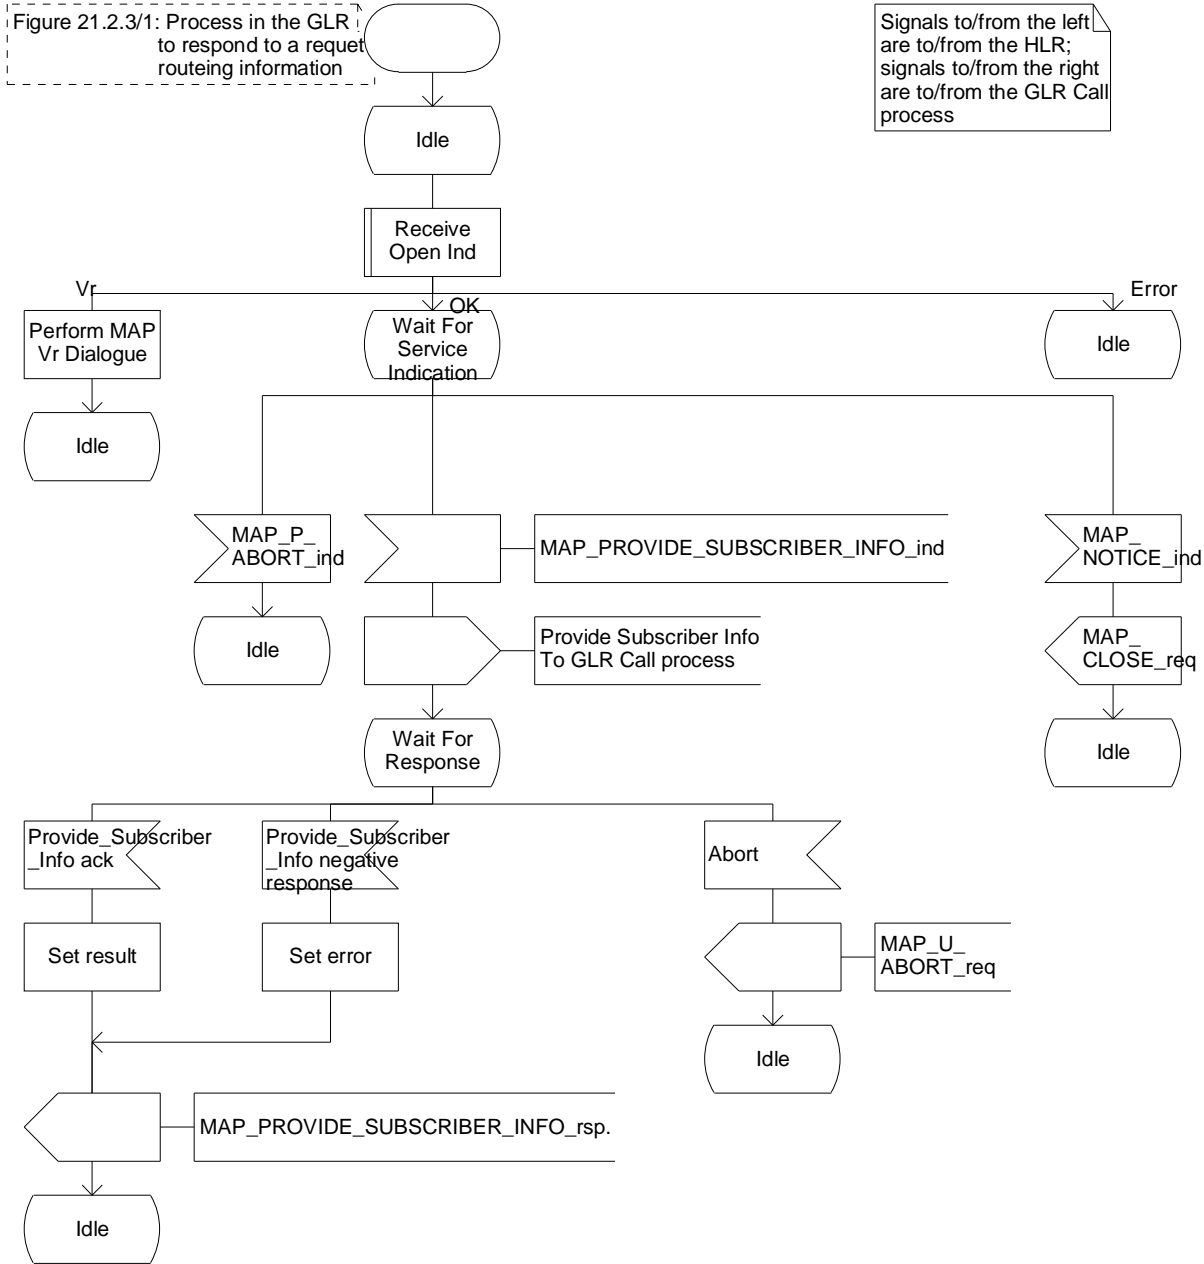 Figure 21.2.3/1: Process in the GLR
to respond to a requet
routeing information
Signals to/from the left
are to/from the HLR;
signals to/from the right
are to/from the GLR Call
process
Idle
Receive
Open Ind
Vr
OK
Error
Perform MAP
Vr Dialogue
Wait For
Service
Indication
Idle
Idle
MAP_P_
ABORT_ind
MAP_PROVIDE_SUBSCRIBER_INFO_ind
MAP_
NOTICE_ind
Idle
Provide Subscriber Info
To GLR Call process
MAP_
CLOSE_req
Wait For
Response
Idle
Provide_Subscriber
_Info ack
Provide_Subscriber
_Info negative
response
Abort
Set result
Set error
MAP_U_
ABORT_req
Idle
MAP_PROVIDE_SUBSCRIBER_INFO_rsp.
Idle